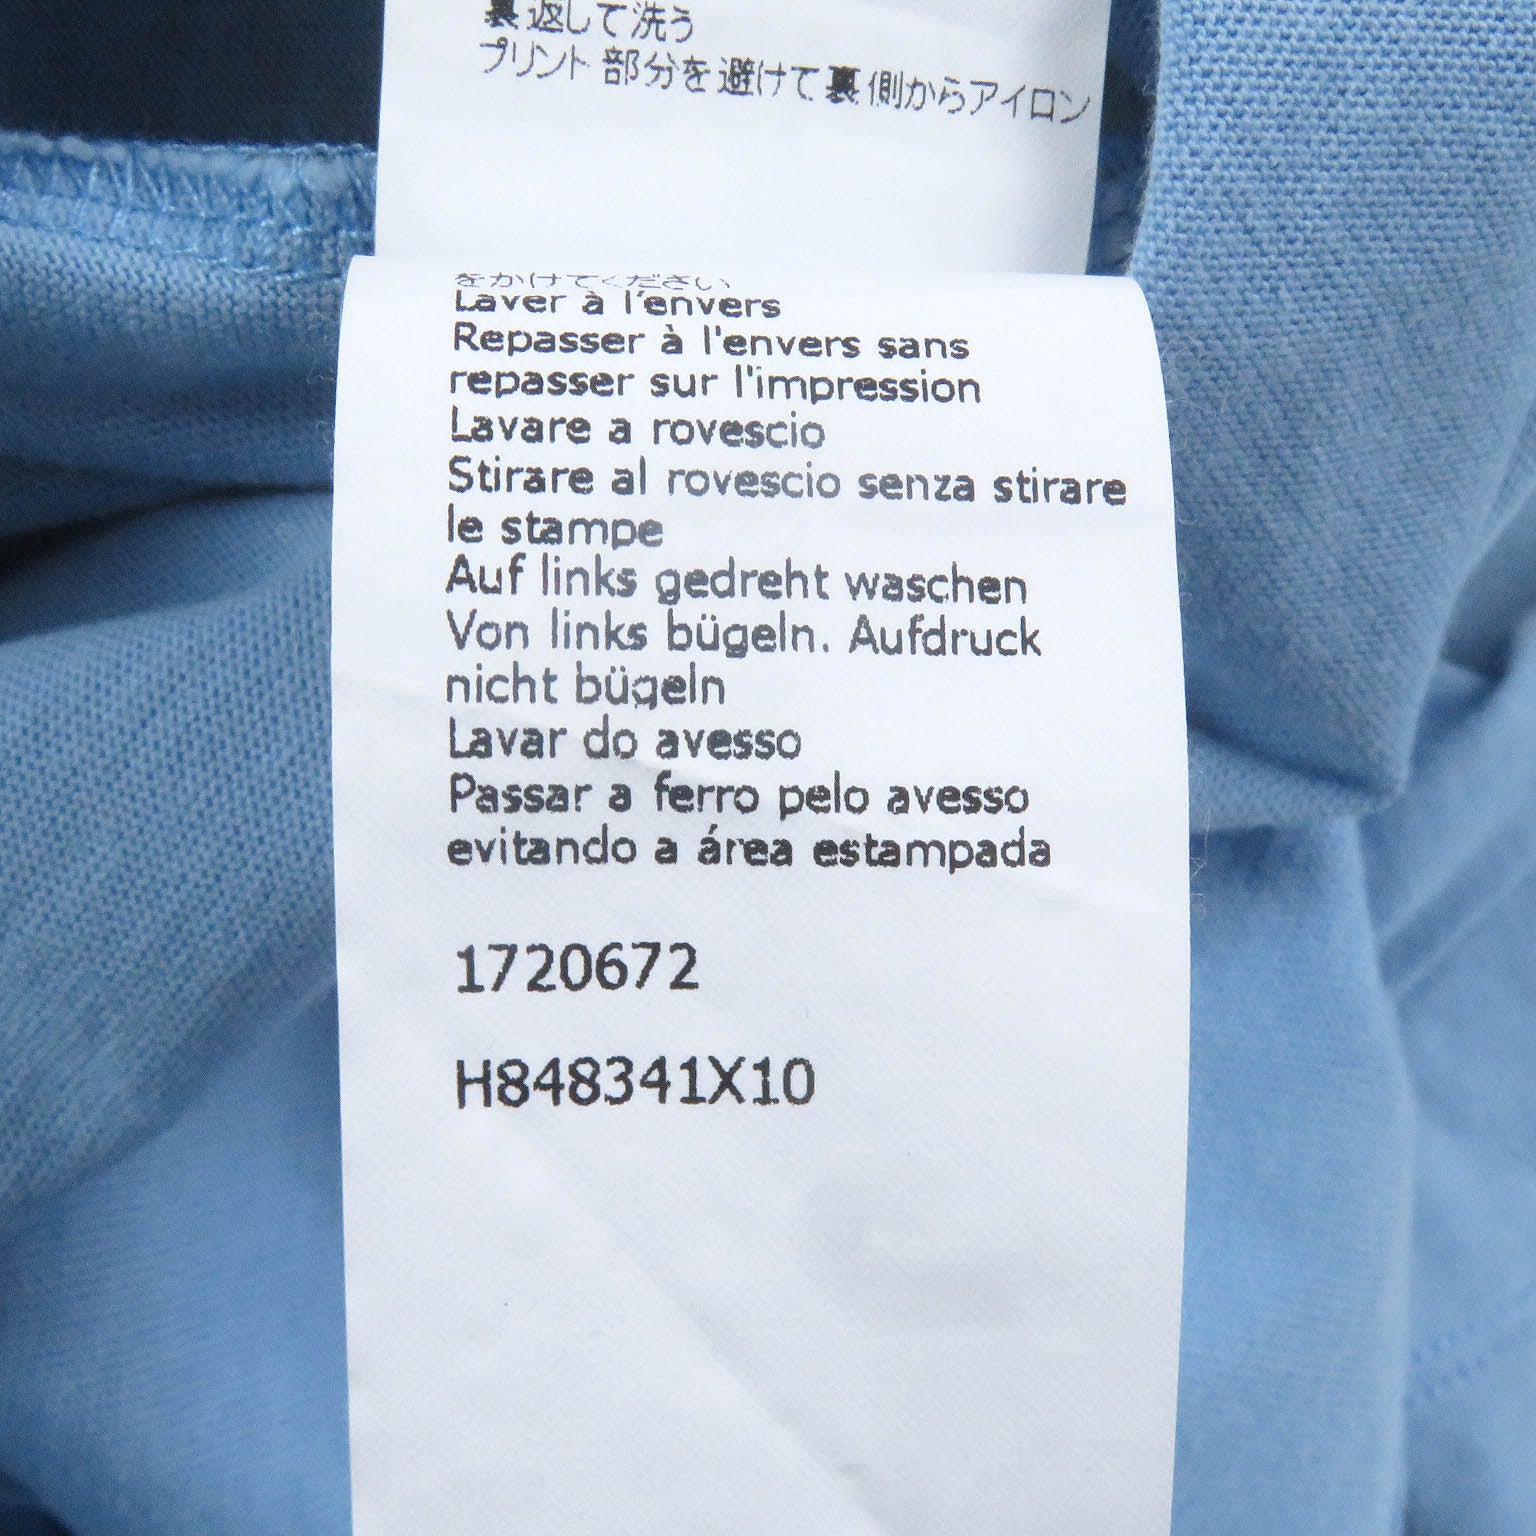 裏返して洗う
プリント部分を避けて裏側からアイロン
をかけてください
Laver à l'envers
Repasser à l'envers sans
repasser sur l'impression
Lavare a rovescio
Stirare al rovescio senza stirare
le stampe
Auf links gedreht waschen
Von links bügeln. Aufdruck
nicht bügeln
Lavar do avesso
Passar a ferro pelo avesso
evitando a área estampada
1720672
H848341X10